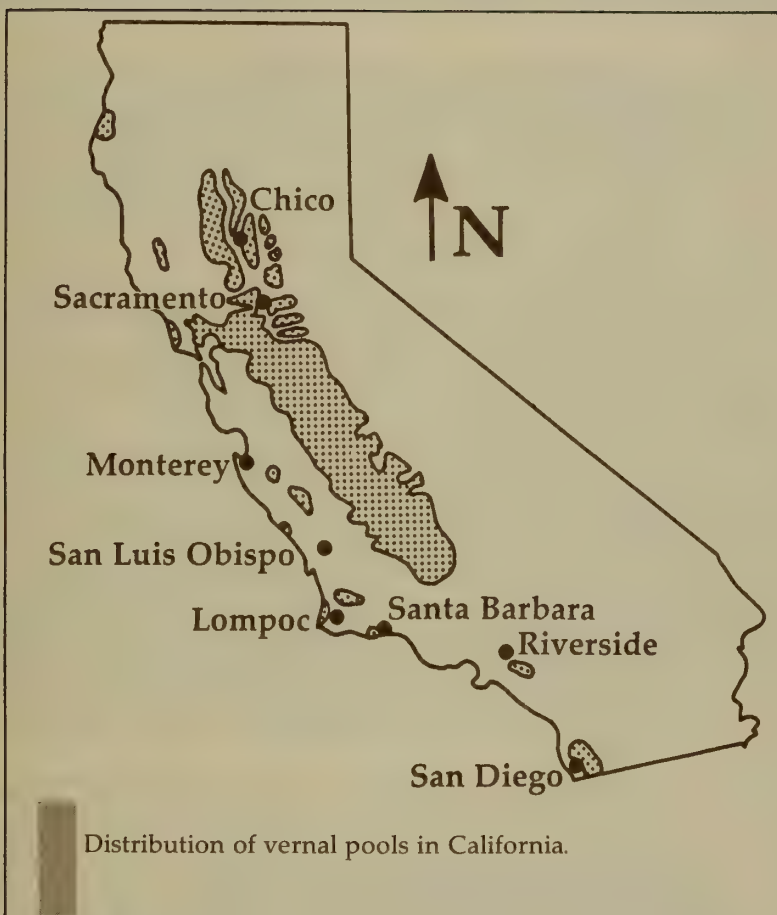 Chico
N
Sacramento
Monterey
San Luis Obispo
Lompoc
Santa Barbara
Riverside
San Diego
Distribution of vernal pools in California.